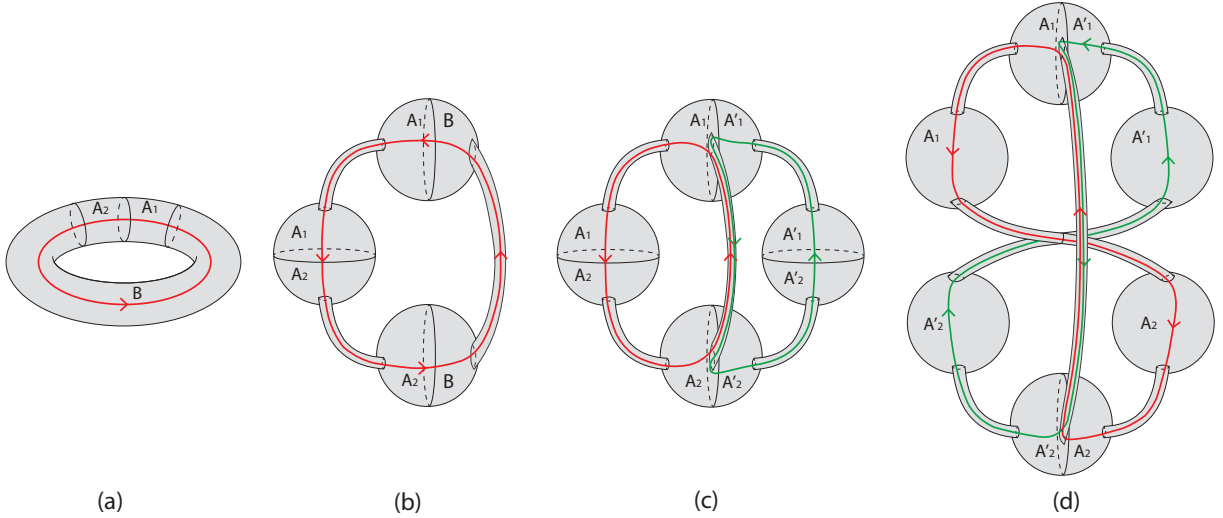 A2 A1
B
(a)
A1 B
A1
A2
A2 B
(b)
A1 A'1
A1 A'1
A2 A'2
A2 A'2
(c)
A1 A'1
A1 A'1
A'2 A2
A'2 A2
(d)